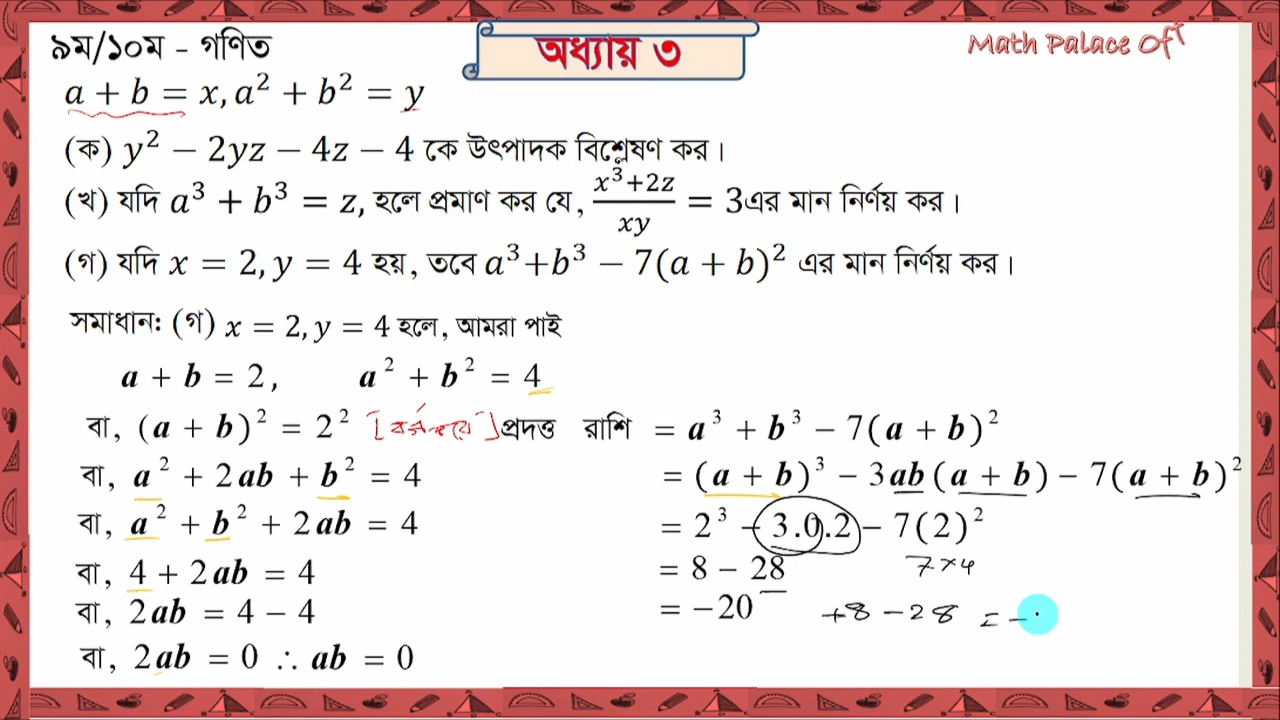 ৯ম/১০ম - গণিত
অধ্যায় ৩
Math Palace Off
a + b = x, a² + b² = y
(ক) y² − 2yz − 4z − 4 কে উৎপাদক বিশ্লেষণ কর।
(খ) যদি a³ + b³ = z, হলে প্রমাণ কর যে, (x³+2z)/(xy) = 3এর মান নির্ণয় কর।
(গ) যদি x = 2, y = 4 হয়, তবে a³+b³ − 7(a + b)² এর মান নির্ণয় কর।
সমাধানঃ (গ) x = 2, y = 4 হলে, আমরা পাই
a + b = 2, a² + b² = 4
বা, (a + b)² = 2² [বর্গ করে]
বা, a² + 2ab + b² = 4
বা, a² + b² + 2ab = 4
বা, 4 + 2ab = 4
বা, 2ab = 4 − 4
বা, 2ab = 0 ∴ ab = 0
প্রদত্ত রাশি = a³ + b³ − 7(a + b)²
= (a + b)³ − 3ab(a + b) − 7(a + b)²
= 2³ − 3.0.2 − 7(2)²
7×4
= 8 − 28
= −20
+8 − 28 = −